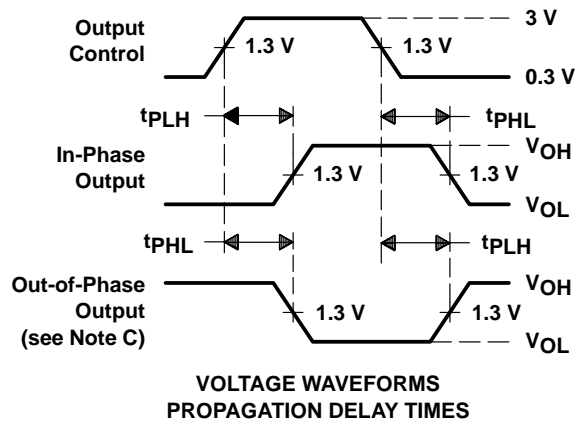 Output
Control
1.3 V
1.3 V
3 V
0.3 V
tPLH
tPHL
In-Phase
Output
1.3 V
1.3 V
VOH
VOL
tPHL
tPLH
Out-of-Phase
Output
(see Note C)
1.3 V
1.3 V
VOH
VOL
VOLTAGE WAVEFORMS
PROPAGATION DELAY TIMES